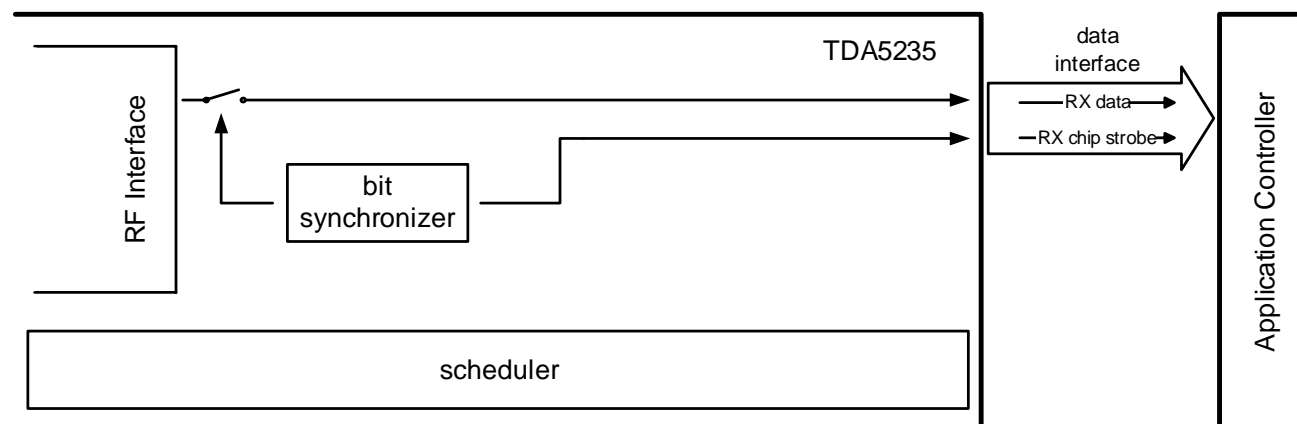 TDA5235
data
interface
RX data
RX chip strobe
RF Interface
bit
synchronizer
Application Controller
scheduler